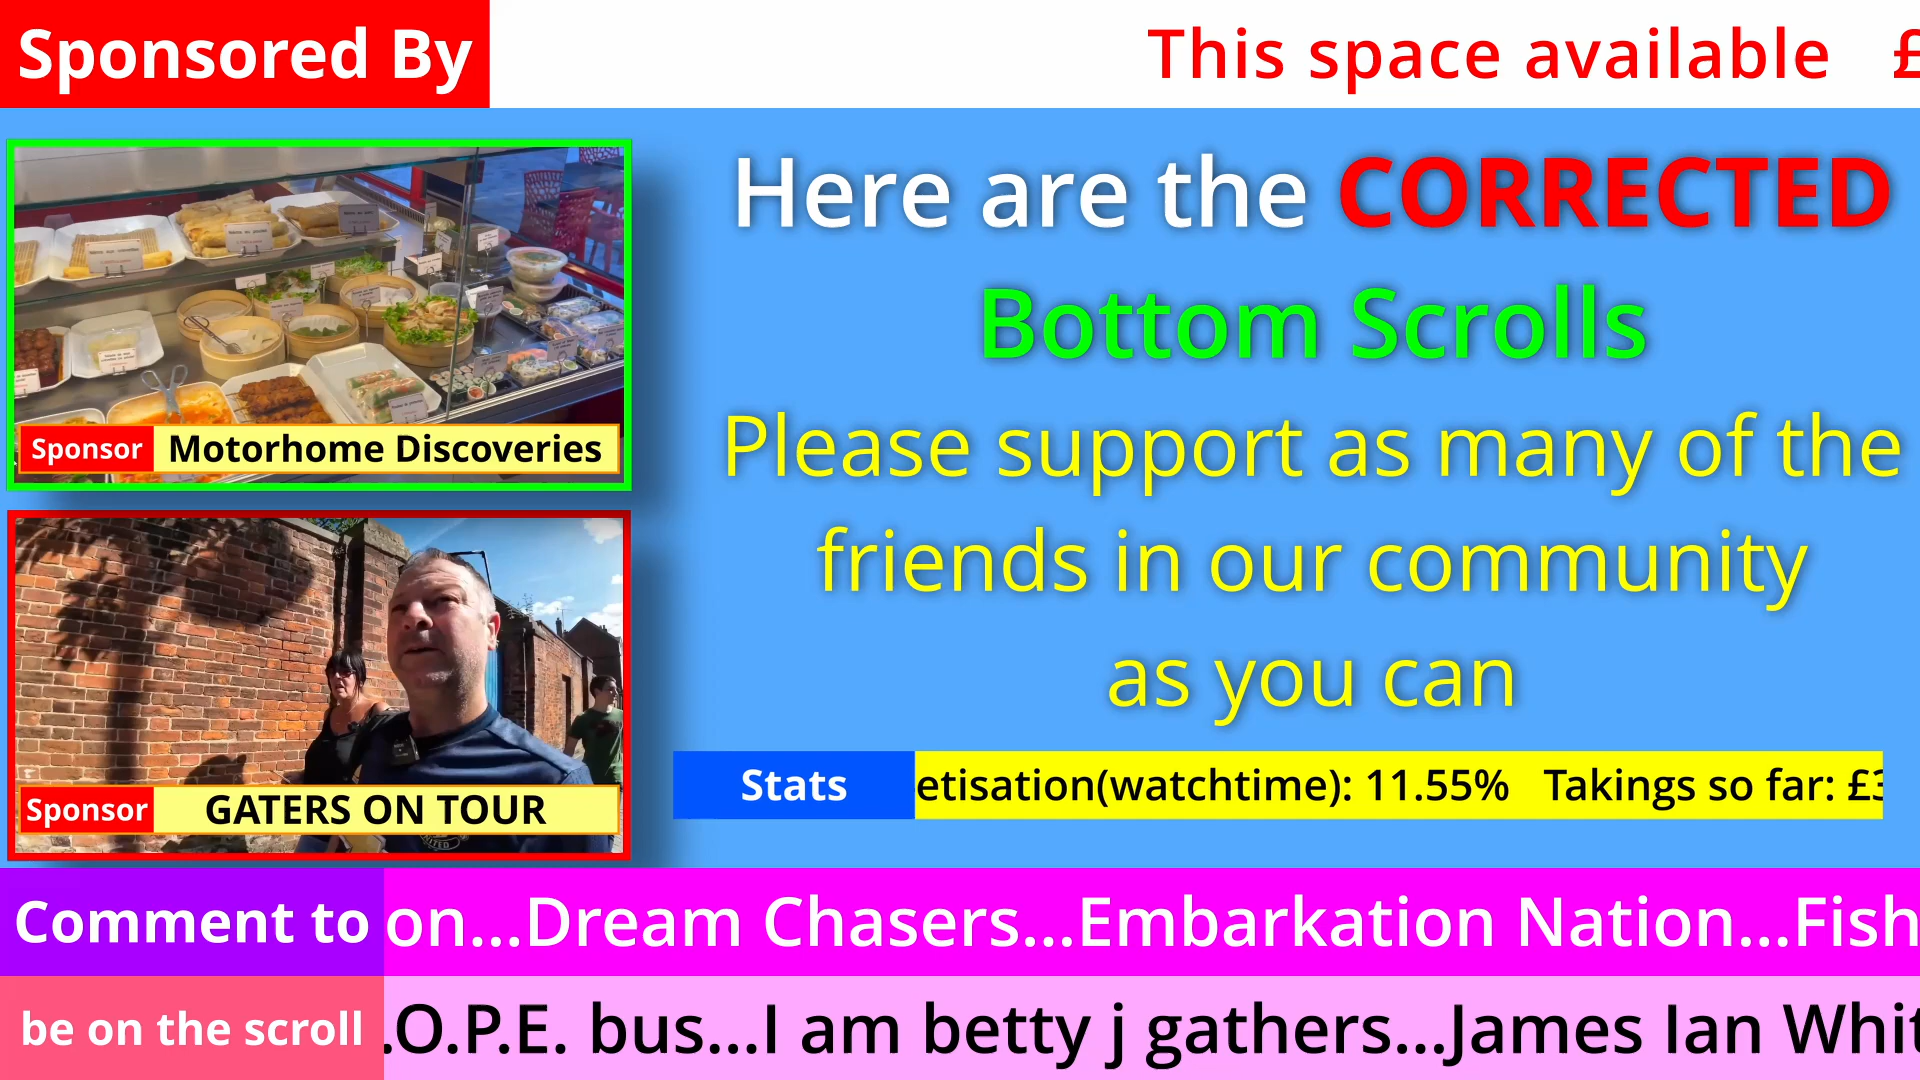 Sponsored By
This space available £
Here are the CORRECTED
Bottom Scrolls
Please support as many of the
friends in our community
as you can
Sponsor Motorhome Discoveries
Sponsor GATERS ON TOUR
Stats etisation(watchtime): 11.55% Takings so far: £3
Comment to on...Dream Chasers...Embarkation Nation...Fish
be on the scroll .O.P.E. bus...I am betty j gathers...James Ian Whit